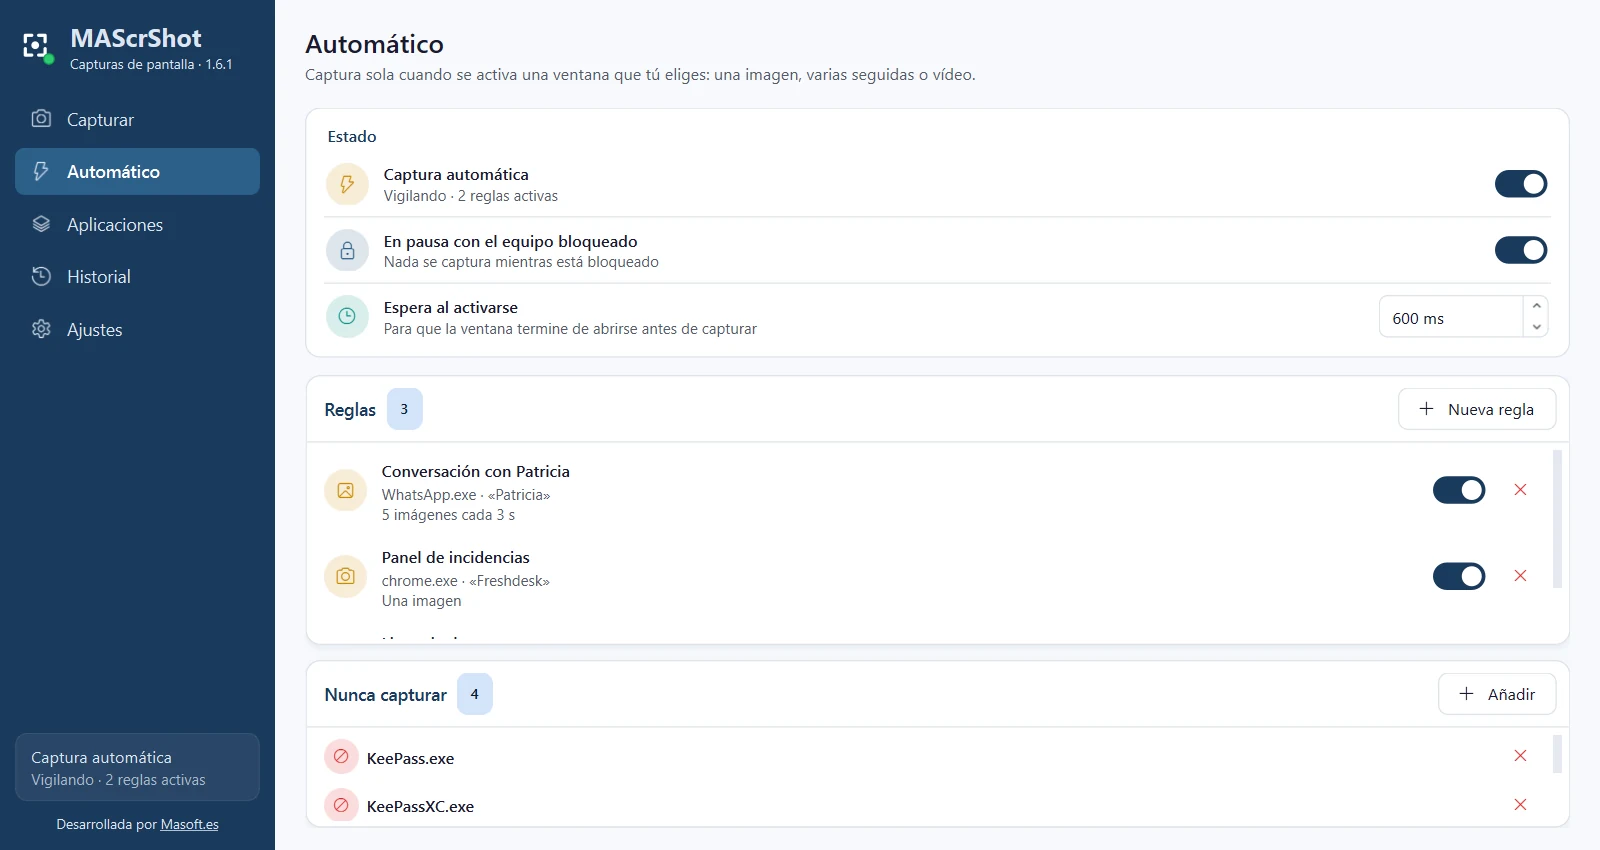 MAScrShot
Capturas de pantalla · 1.6.1
Capturar
Automático
Aplicaciones
Historial
Ajustes
Captura automática
Vigilando · 2 reglas activas
Desarrollada por Masoft.es
Automático
Captura sola cuando se activa una ventana que tú eliges: una imagen, varias seguidas o vídeo.
Estado
Captura automática
Vigilando · 2 reglas activas
En pausa con el equipo bloqueado
Nada se captura mientras está bloqueado
Espera al activarse
Para que la ventana termine de abrirse antes de capturar
600 ms
Reglas 3
Nueva regla
Conversación con Patricia
WhatsApp.exe · «Patricia»
5 imágenes cada 3 s
Panel de incidencias
chrome.exe · «Freshdesk»
Una imagen
Nunca capturar 4
Añadir
KeePass.exe
KeePassXC.exe